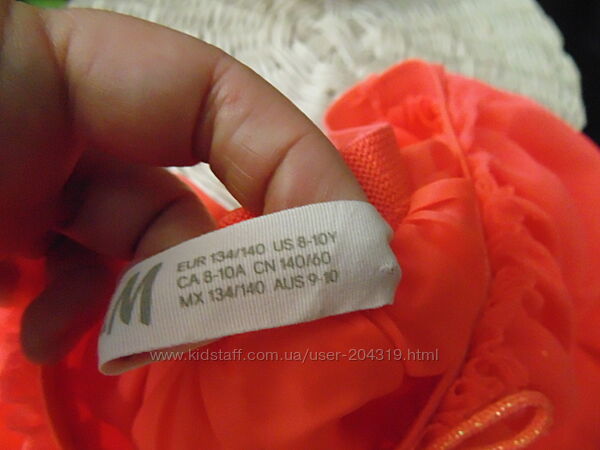 M
EUR 134/140 US 8-10Y
CA 8-10A CN 140/60
MX 134/140 AUS 9-10
www.kidstaff.com.ua/user-204319.html